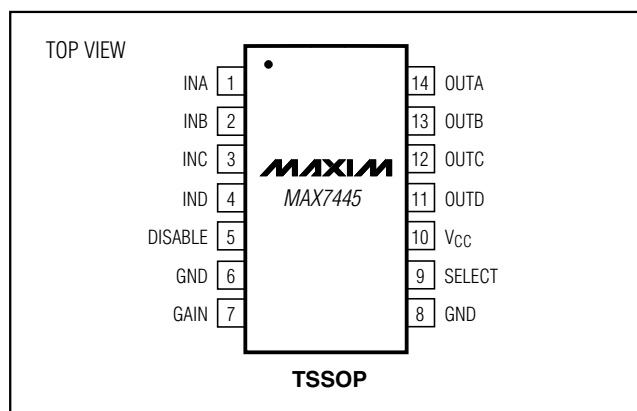 TOP VIEW
INA 1
INB 2
INC 3
IND 4
DISABLE 5
GND 6
GAIN 7
MAXIM
MAX7445
14 OUTA
13 OUTB
12 OUTC
11 OUTD
10 VCC
9 SELECT
8 GND
TSSOP